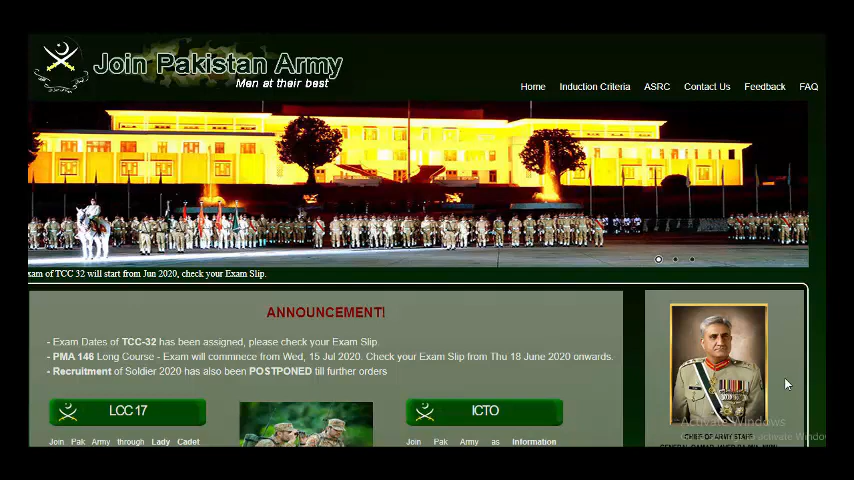 Join Pakistan Army
Men at their best
Home Induction Criteria ASRC Contact Us Feedback FAQ
xam of TCC 32 will start from Jun 2020, check your Exam Slip.
ANNOUNCEMENT!
- Exam Dates of TCC-32 has been assigned, please check your Exam Slip.
- PMA 146 Long Course - Exam will commnece from Wed, 15 Jul 2020. Check your Exam Slip from Thu 18 June 2020 onwards.
- Recruitment of Soldier 2020 has also been POSTPONED till further orders
LCC 17
ICTO
Join Pak Army through Lady Cadet
Join Pak Army as Information
Activate Windows
CHIEF OF ARMY STAFF